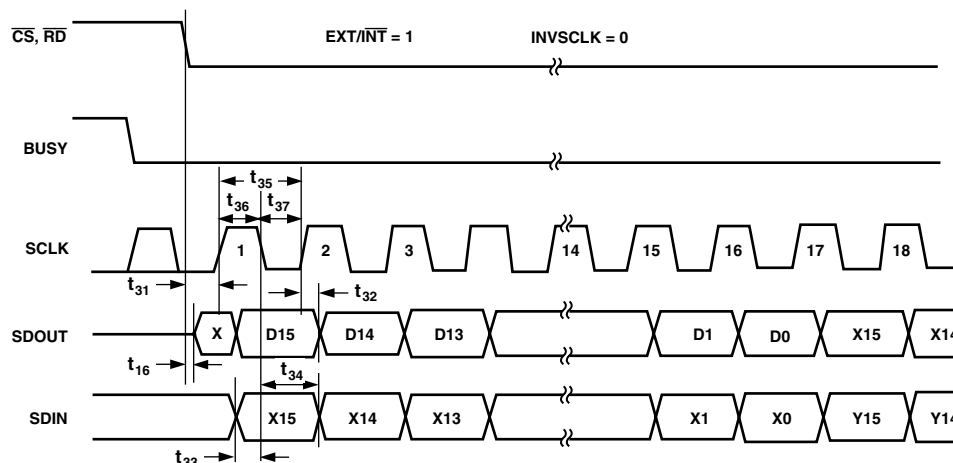 CS, RD EXT/INT = 1 INVSCLK = 0
BUSY
t35
t36 t37
SCLK 1 2 3 14 15 16 17 18
t31 t32
SDOUT X D15 D14 D13 D1 D0 X15 X14
t16 t34
SDIN X15 X14 X13 X1 X0 Y15 Y14
t33